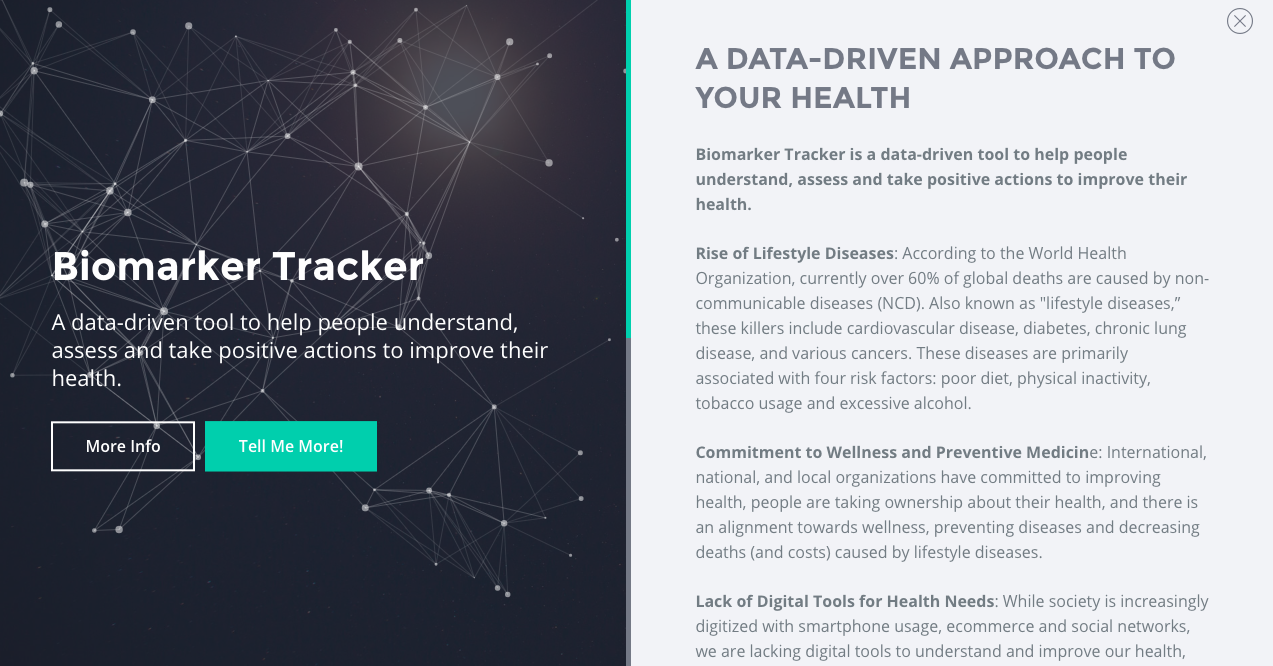 Biomarker Tracker
A data-driven tool to help people understand,
assess and take positive actions to improve their
health.
More Info
Tell Me More!
A DATA-DRIVEN APPROACH TO
YOUR HEALTH
Biomarker Tracker is a data-driven tool to help people
understand, assess and take positive actions to improve their
health.
Rise of Lifestyle Diseases: According to the World Health
Organization, currently over 60% of global deaths are caused by non-
communicable diseases (NCD). Also known as "lifestyle diseases,”
these killers include cardiovascular disease, diabetes, chronic lung
disease, and various cancers. These diseases are primarily
associated with four risk factors: poor diet, physical inactivity,
tobacco usage and excessive alcohol.
Commitment to Wellness and Preventive Medicine: International,
national, and local organizations have committed to improving
health, people are taking ownership about their health, and there is
an alignment towards wellness, preventing diseases and decreasing
deaths (and costs) caused by lifestyle diseases.
Lack of Digital Tools for Health Needs: While society is increasingly
digitized with smartphone usage, ecommerce and social networks,
we are lacking digital tools to understand and improve our health,